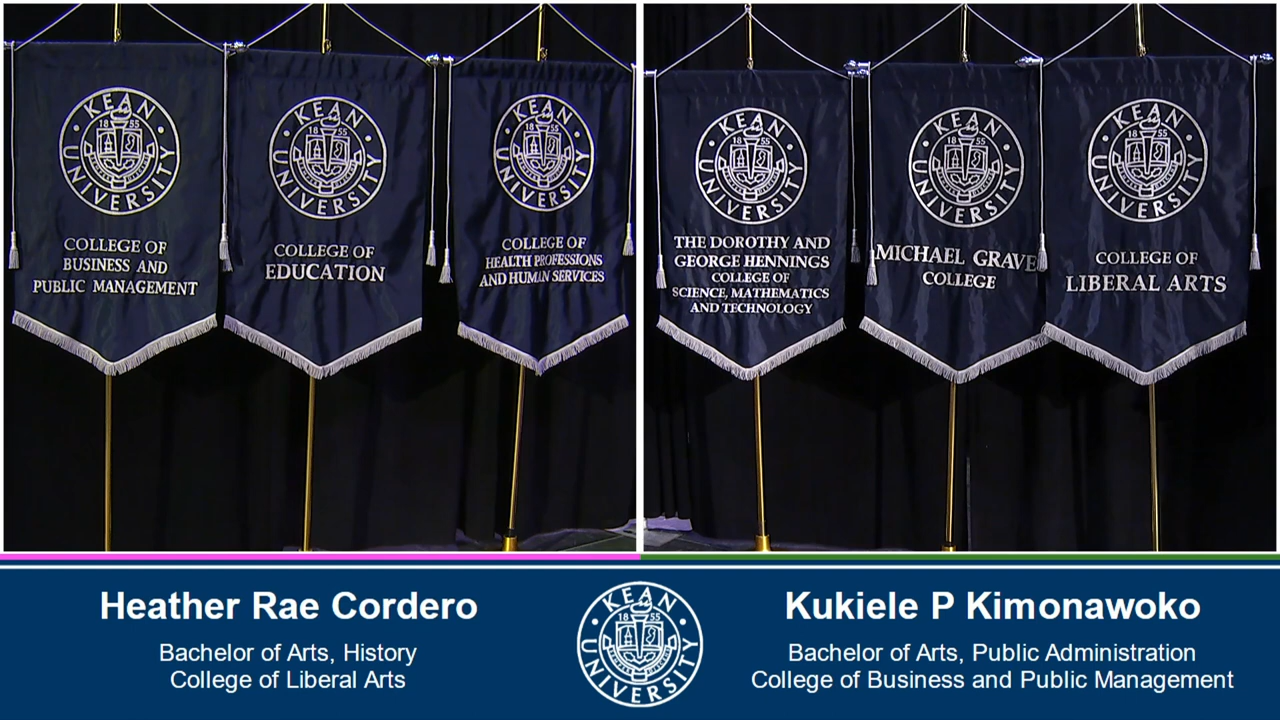 KEAN UNIVERSITY
1855
COLLEGE OF
BUSINESS AND
PUBLIC MANAGEMENT
KEAN UNIVERSITY
1855
COLLEGE OF
EDUCATION
KEAN UNIVERSITY
1855
COLLEGE OF
HEALTH PROFESSIONS
AND HUMAN SERVICES
KEAN UNIVERSITY
1855
THE DOROTHY AND
GEORGE HENNINGS
COLLEGE OF
SCIENCE, MATHEMATICS
AND TECHNOLOGY
KEAN UNIVERSITY
1855
MICHAEL GRAVE
COLLEGE
KEAN UNIVERSITY
1855
COLLEGE OF
LIBERAL ARTS
Heather Rae Cordero
Bachelor of Arts, History
College of Liberal Arts
KEAN UNIVERSITY
1855
Kukiele P Kimonawoko
Bachelor of Arts, Public Administration
College of Business and Public Management